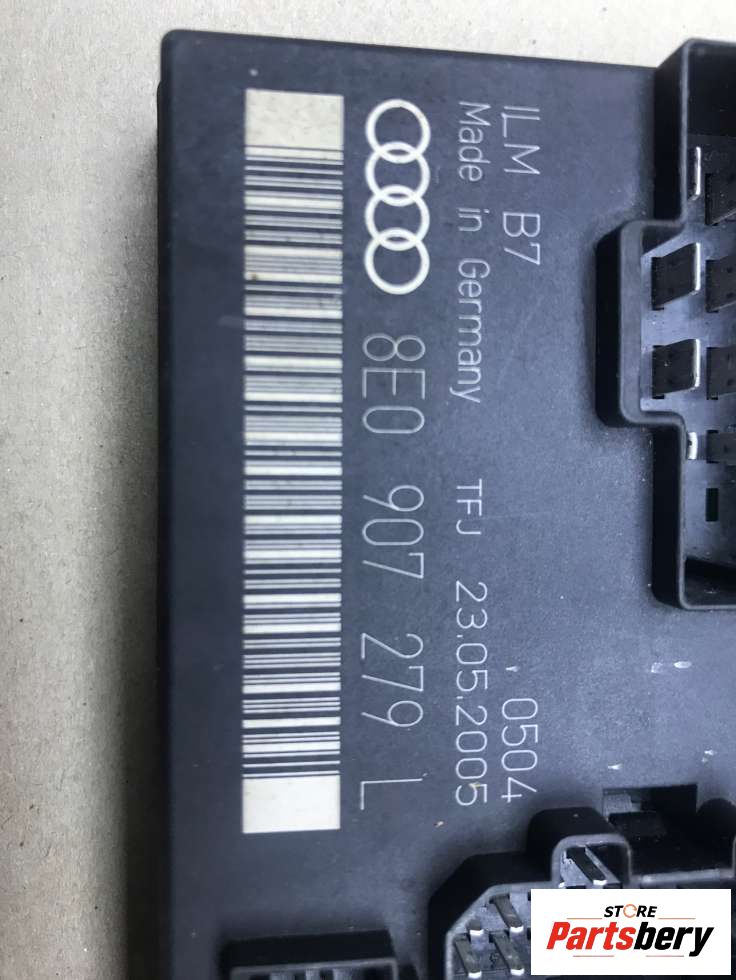 ILM B7 0504
Made in Germany TFJ 23.05.2005
8E0 907 279 L
STORE
Partsbery